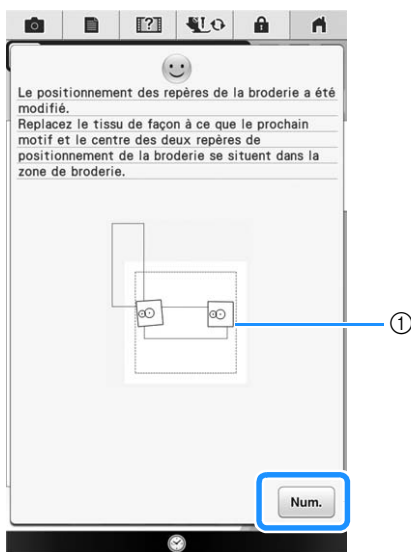 Le positionnement des repères de la broderie a été
modifié.
Replacez le tissu de façon à ce que le prochain
motif et le centre des deux repères de
positionnement de la broderie se situent dans la
zone de broderie.
①
Num.